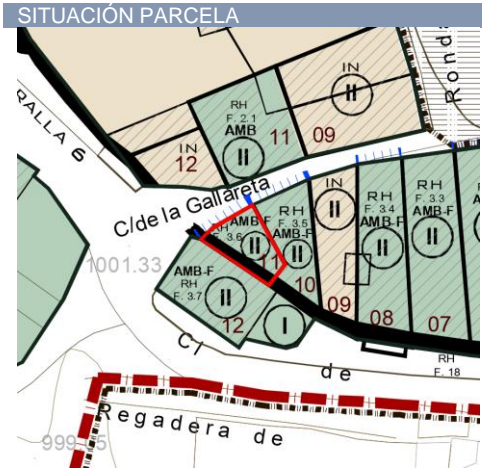 SITUACIÓN PARCELA
RALLA 6
RH
F. 2.1
AMB
II
11
IN
II
09
Ronda
IN
12
C/de la Gallareta
RH
F. 3.6
AMB-F
II
11
RH
F. 3.5
AMB-F
II
10
IN
II
09
RH
F. 3.4
AMB-F
II
08
RH
F. 3.3
AMB-F
II
07
1001.33
AMB-F
RH
F. 3.7
II
12
I
Cl de
RH
F. 18
Regadera de